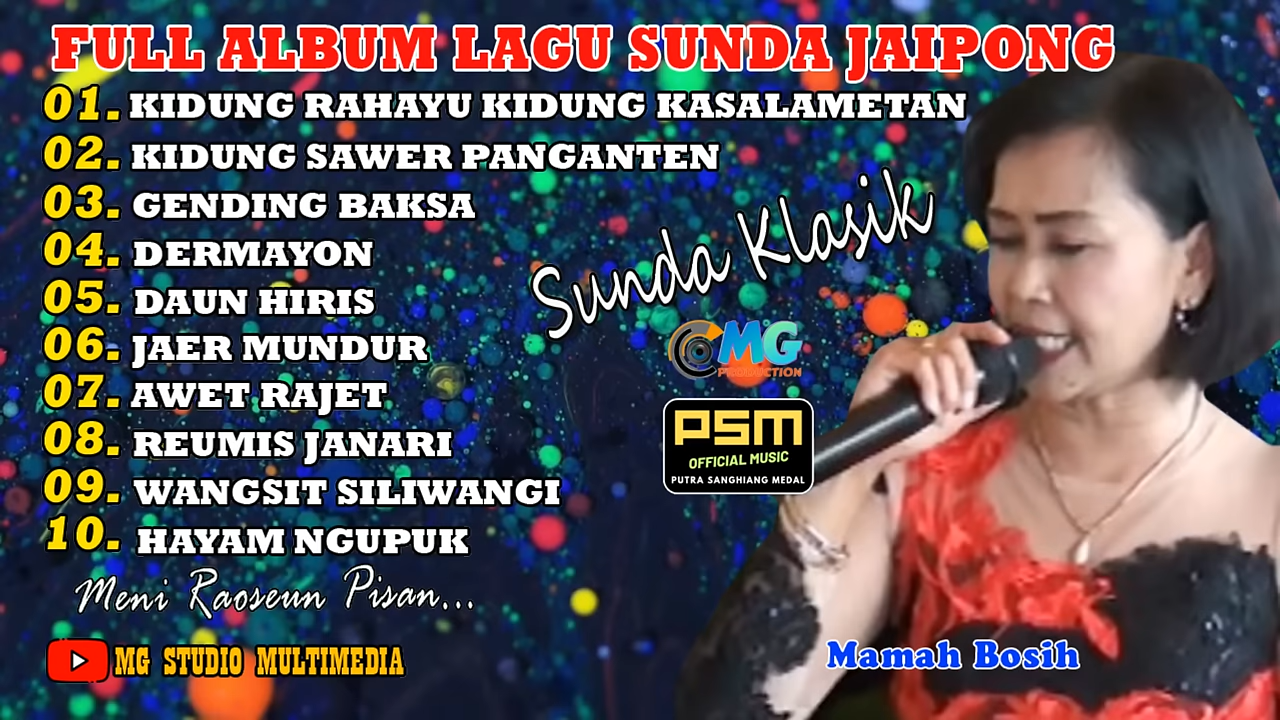 FULL ALBUM LAGU SUNDA JAIPONG
01. KIDUNG RAHAYU KIDUNG KASALAMETAN
02. KIDUNG SAWER PANGANTEN
03. GENDING BAKSA
04. DERMAYON
05. DAUN HIRIS
06. JAER MUNDUR
07. AWET RAJET
08. REUMIS JANARI
09. WANGSIT SILIWANGI
10. HAYAM NGUPUK
Meni Raoseun Pisan...
MG STUDIO MULTIMEDIA
Sunda Klasik
MG
PRODUCTION
PSM
OFFICIAL MUSIC
PUTRA SANGHIANG MEDAL
Mamah Bosih